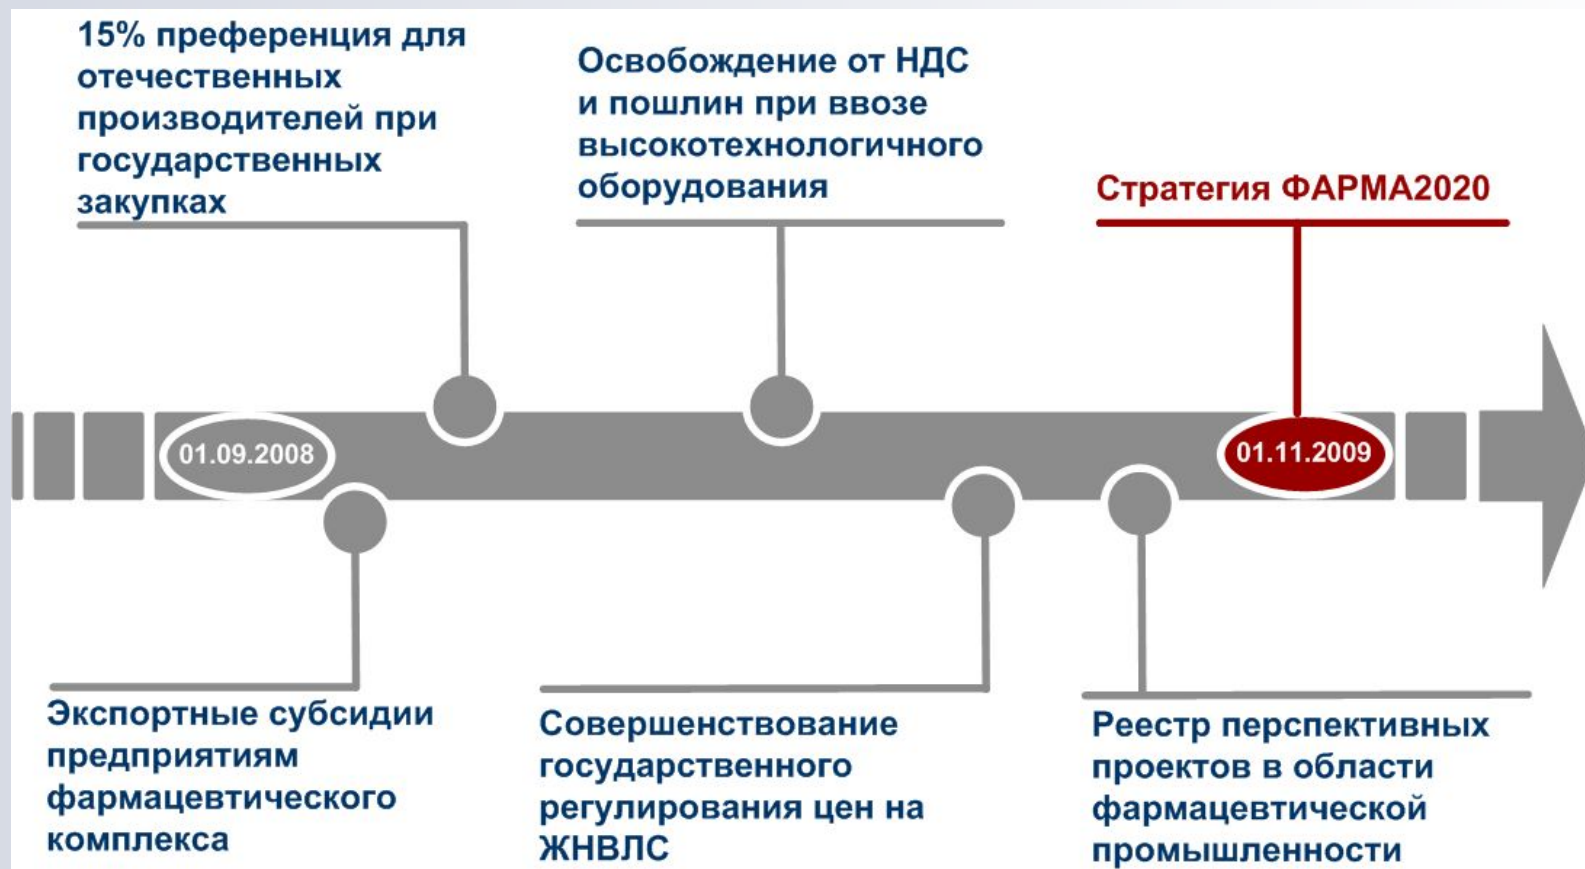 15% преференция для
отечественных
производителей при
государственных
закупках
Освобождение от НДС
и пошлин при ввозе
высокотехнологичного
оборудования
Стратегия ФАРМА2020
01.09.2008
01.11.2009
Экспортные субсидии
предприятиям
фармацевтического
комплекса
Совершенствование
государственного
регулирования цен на
ЖНВЛС
Реестр перспективных
проектов в области
фармацевтической
промышленности